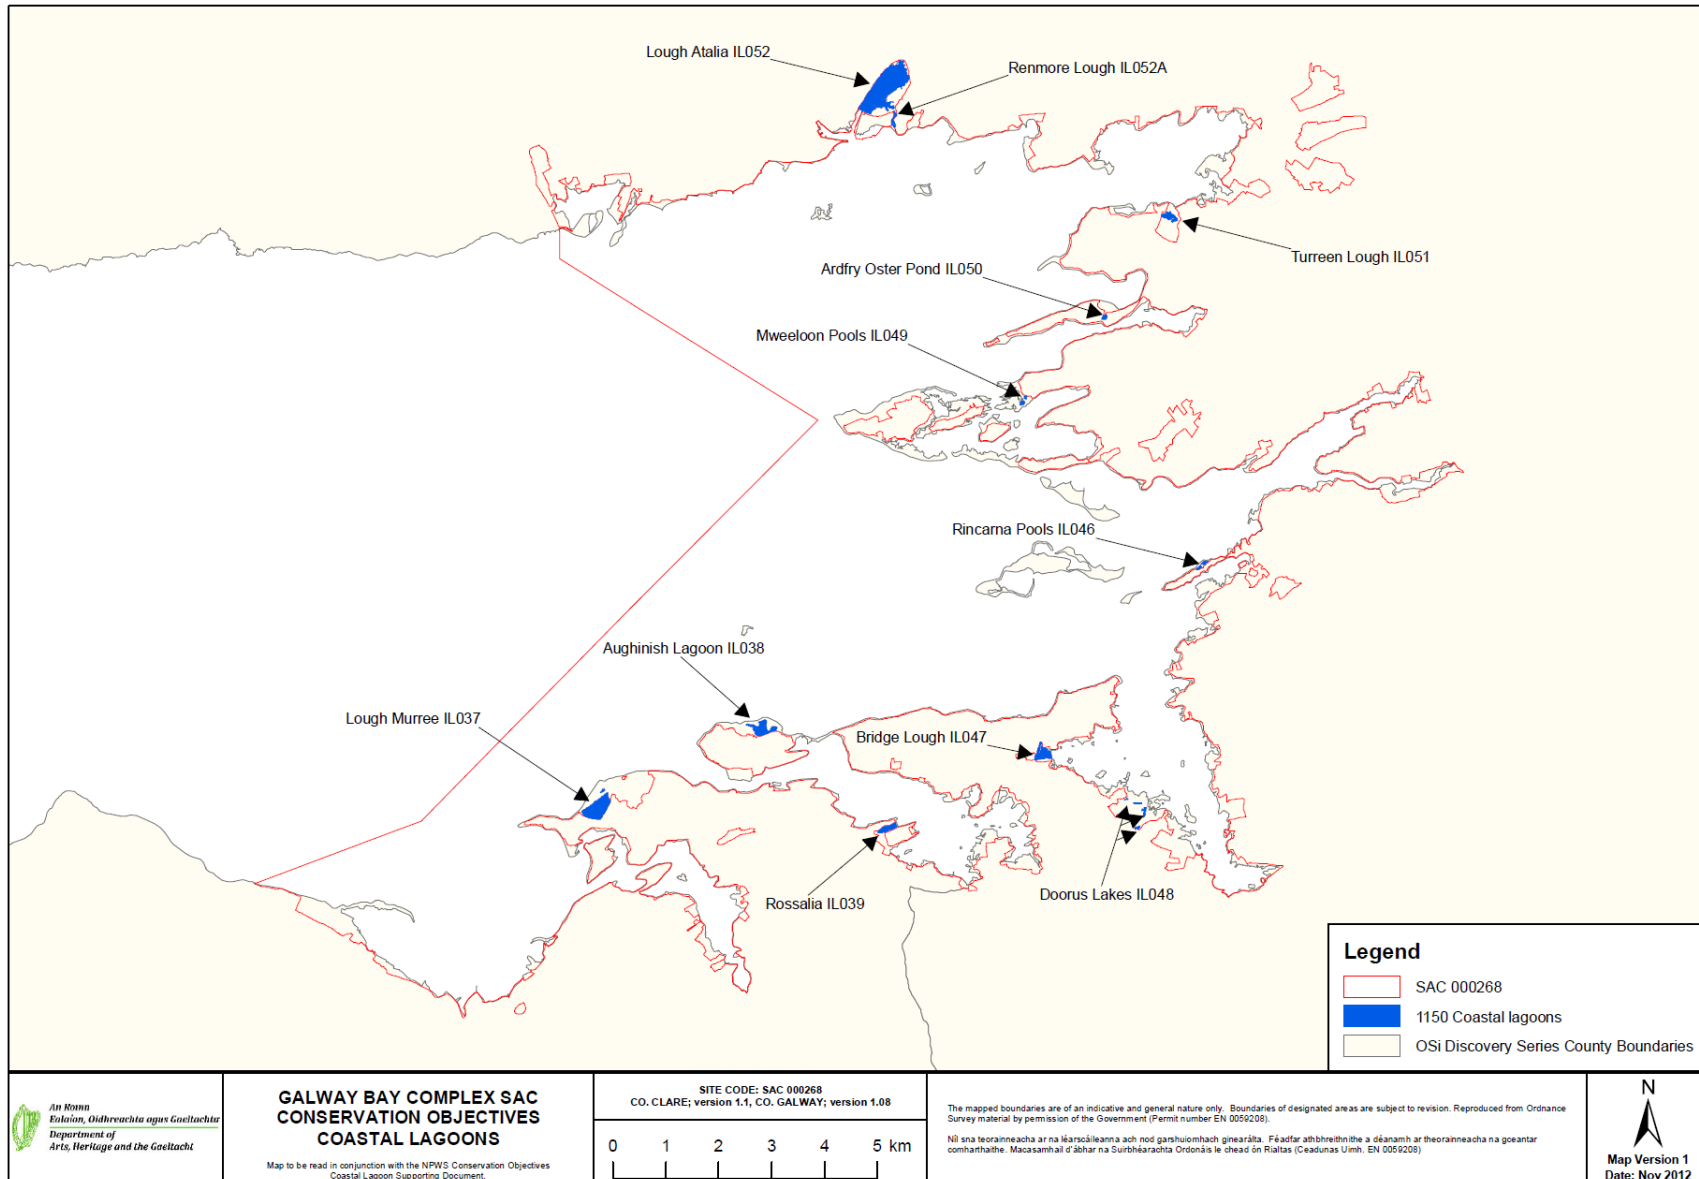 Lough Atalia IL052
Renmore Lough IL052A
Turreen Lough IL051
Ardfry Oster Pond IL050
Mweeloon Pools IL049
Rincarna Pools IL046
Aughinish Lagoon IL038
Lough Murree IL037
Bridge Lough IL047
Rossalia IL039
Doorus Lakes IL048
Legend
SAC 000268
1150 Coastal lagoons
OSi Discovery Series County Boundaries
An Roinn
Ealaíon, Oidhreachta agus Gaeltachta
Department of
Arts, Heritage and the Gaeltacht
GALWAY BAY COMPLEX SAC
CONSERVATION OBJECTIVES
COASTAL LAGOONS
Map to be read in conjunction with the NPWS Conservation Objectives
Coastal Lagoon Supporting Document.
SITE CODE: SAC 000268
CO. CLARE; version 1.1, CO. GALWAY; version 1.08
0 1 2 3 4 5 km
The mapped boundaries are of an indicative and general nature only. Boundaries of designated areas are subject to revision. Reproduced from Ordnance
Survey material by permission of the Government (Permit number EN 0059208).
Níl sna teorainneacha ar na léarscáileanna ach nod garshuiomhach ginearálta. Féadfar athbhreithnithe a déanamh ar theorainneacha na gceantar
comharthaithe. Macasamhail d'ábhar na Suirbhéarachta Ordonáis le chead ón Rialtas (Ceadunas Uimh. EN 0059208)
N
Map Version 1
Date: Nov 2012